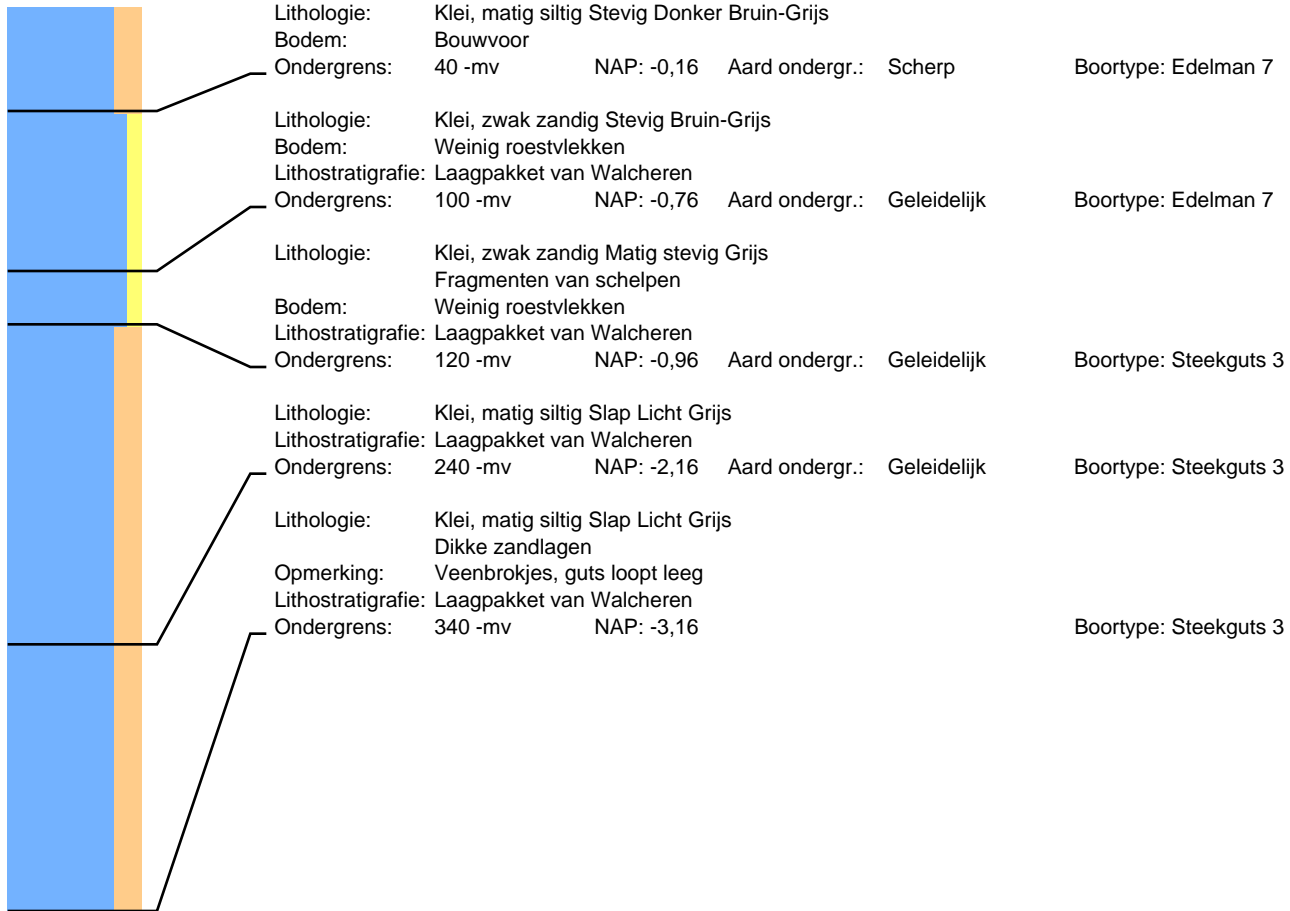 Lithologie: Klei, matig siltig Stevig Donker Bruin-Grijs
Bodem: Bouwvoor
Ondergrens: 40 -mv NAP: -0,16 Aard ondergr.: Scherp Boortype: Edelman 7
Lithologie: Klei, zwak zandig Stevig Bruin-Grijs
Bodem: Weinig roestvlekken
Lithostratigrafie: Laagpakket van Walcheren
Ondergrens: 100 -mv NAP: -0,76 Aard ondergr.: Geleidelijk Boortype: Edelman 7
Lithologie: Klei, zwak zandig Matig stevig Grijs
Fragmenten van schelpen
Bodem: Weinig roestvlekken
Lithostratigrafie: Laagpakket van Walcheren
Ondergrens: 120 -mv NAP: -0,96 Aard ondergr.: Geleidelijk Boortype: Steekguts 3
Lithologie: Klei, matig siltig Slap Licht Grijs
Lithostratigrafie: Laagpakket van Walcheren
Ondergrens: 240 -mv NAP: -2,16 Aard ondergr.: Geleidelijk Boortype: Steekguts 3
Lithologie: Klei, matig siltig Slap Licht Grijs
Dikke zandlagen
Opmerking: Veenbrokjes, guts loopt leeg
Lithostratigrafie: Laagpakket van Walcheren
Ondergrens: 340 -mv NAP: -3,16 Boortype: Steekguts 3